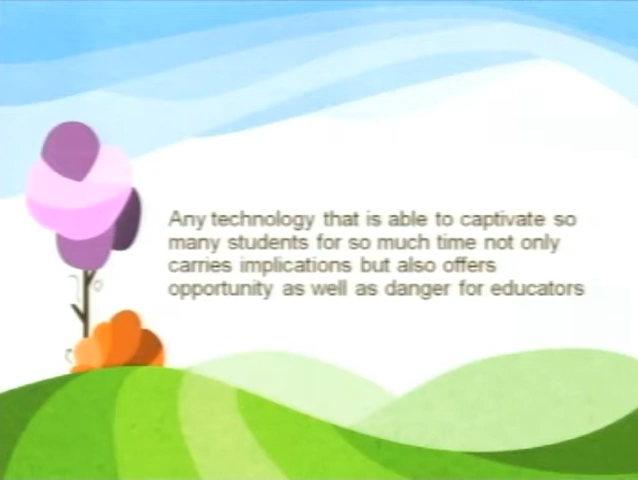 Any technology that is able to captivate so
many students for so much time not only
carries implications but also offers
opportunity as well as danger for educators